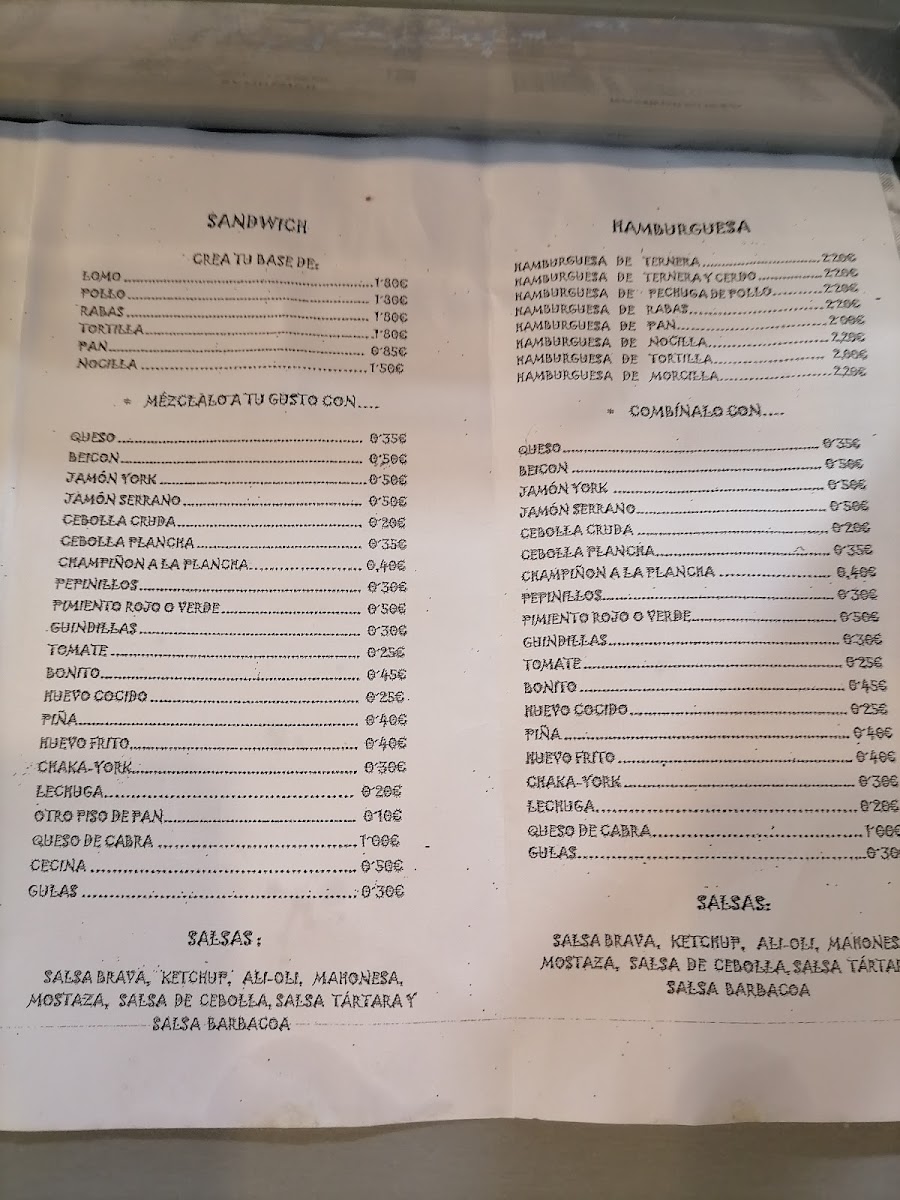 SANDWICH
CREA TU BASE DE:
LOMO 1'80€
POLLO 1'80€
RABAS 1'80€
TORTILLA 1'80€
PAN 0'85€
NOCILLA 1'50€
* MÉZCLALO A TU GUSTO CON....
QUESO 0'35€
BEICON 0'50€
JAMÓN YORK 0'50€
JAMÓN SERRANO 0'50€
CEBOLLA CRUDA 0'20€
CEBOLLA PLANCHA 0'35€
CHAMPIÑON A LA PLANCHA 0,40€
PEPINILLOS 0'30€
PIMIENTO ROJO O VERDE 0'50€
GUINDILLAS 0'30€
TOMATE 0'25€
BONITO 0'45€
HUEVO COCIDO 0'25€
PIÑA 0'40€
HUEVO FRITO 0'40€
CHAKA-YORK 0'30€
LECHUGA 0'20€
OTRO PISO DE PAN 0'10€
QUESO DE CABRA 1'00€
CECINA 0'50€
GULAS 0'30€
SALSAS:
SALSA BRAVA, KETCHUP, ALI-OLI, MAHONESA,
MOSTAZA, SALSA DE CEBOLLA, SALSA TÁRTARA Y
SALSA BARBACOA
HAMBURGUESA
HAMBURGUESA DE TERNERA 2'20€
HAMBURGUESA DE TERNERA Y CERDO 2'20€
HAMBURGUESA DE PECHUGA DE POLLO 2'20€
HAMBURGUESA DE RABAS 2'20€
HAMBURGUESA DE PAN 2'00€
HAMBURGUESA DE NOCILLA 2,20€
HAMBURGUESA DE TORTILLA 2,00€
HAMBURGUESA DE MORCILLA 2'20€
* COMBÍNALO CON....
QUESO 0'35€
BEICON 0'50€
JAMÓN YORK 0'50€
JAMÓN SERRANO 0'50€
CEBOLLA CRUDA 0'20€
CEBOLLA PLANCHA 0'35€
CHAMPIÑON A LA PLANCHA 0,40€
PEPINILLOS 0'30€
PIMIENTO ROJO O VERDE 0'50€
GUINDILLAS 0'30€
TOMATE 0'25€
BONITO 0'45€
HUEVO COCIDO 0'25€
PIÑA 0'40€
HUEVO FRITO 0'40€
CHAKA-YORK 0'30€
LECHUGA 0'20€
QUESO DE CABRA 1'00€
GULAS 0'30
SALSAS:
SALSA BRAVA, KETCHUP, ALI-OLI, MAHONES
MOSTAZA, SALSA DE CEBOLLA, SALSA TÁRTA
SALSA BARBACOA